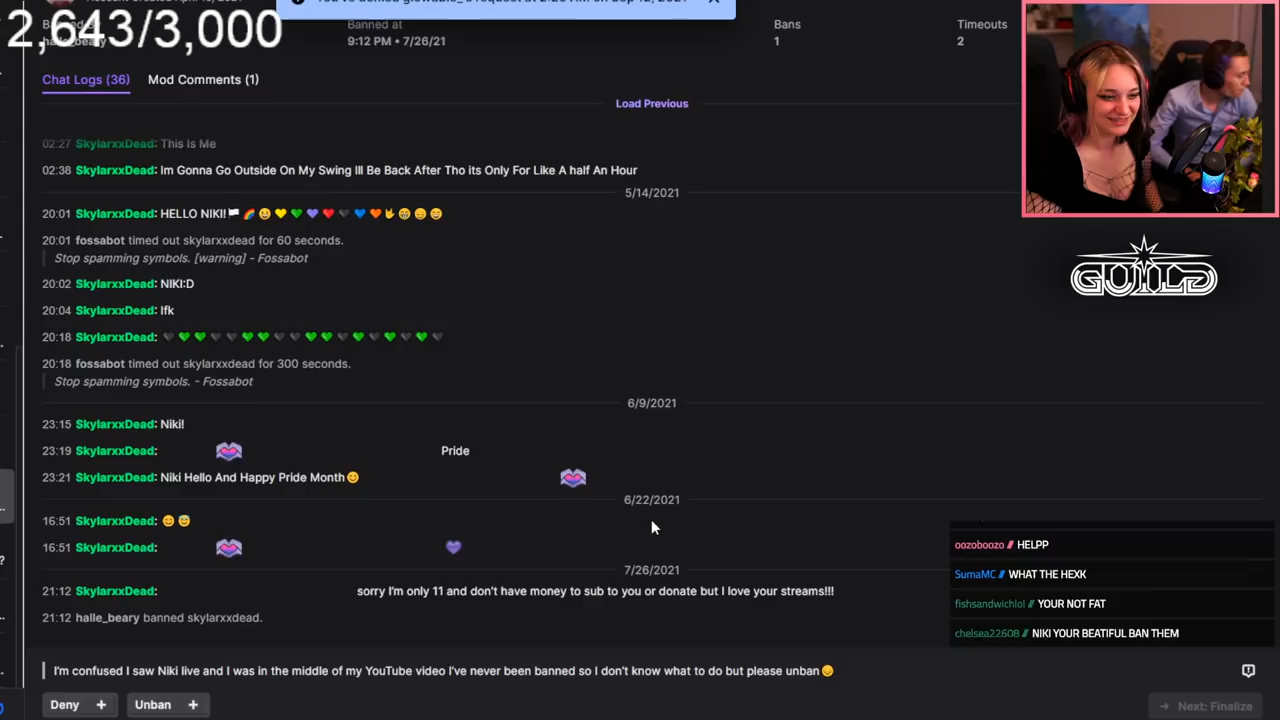 2,643/3,000
Banned at
Bans
Timeouts
9:12 PM • 7/26/21
1
2
Chat Logs (36)
Mod Comments (1)
Load Previous
02:27 SkylarxxDead: This Is Me
02:38 SkylarxxDead: Im Gonna Go Outside On My Swing Ill Be Back After Tho its Only For Like A half An Hour
5/14/2021
20:01 SkylarxxDead: HELLO NIKI!🏳️‍🌈😆💛💚💜❤️🖤💙🧡🤘😁😊😄
20:01 fossabot timed out skylarxxdead for 60 seconds.
Stop spamming symbols. [warning] - Fossabot
20:02 SkylarxxDead: NIKI:D
20:04 SkylarxxDead: Ifk
20:18 SkylarxxDead: 🖤💚💚🖤🖤💚💚🖤🖤💚💚🖤💚🖤💚🖤💚🖤
20:18 fossabot timed out skylarxxdead for 300 seconds.
Stop spamming symbols. - Fossabot
6/9/2021
23:15 SkylarxxDead: Niki!
23:19 SkylarxxDead: Pride
23:21 SkylarxxDead: Niki Hello And Happy Pride Month😊
6/22/2021
16:51 SkylarxxDead: 😊😅
16:51 SkylarxxDead: 💜
7/26/2021
21:12 SkylarxxDead: sorry I'm only 11 and don't have money to sub to you or donate but I love your streams!!!
21:12 haile_beary banned skylarxxdead.
I'm confused I saw Niki live and I was in the middle of my YouTube video I've never been banned so I don't know what to do but please unban😊
Deny +
Unban +
Next: Finalize
GUILD
oozoboozo // HELPP
SumaMC // WHAT THE HEXK
fishsandwichlol // YOUR NOT FAT
chelsea22608 // NIKI YOUR BEATIFUL BAN THEM